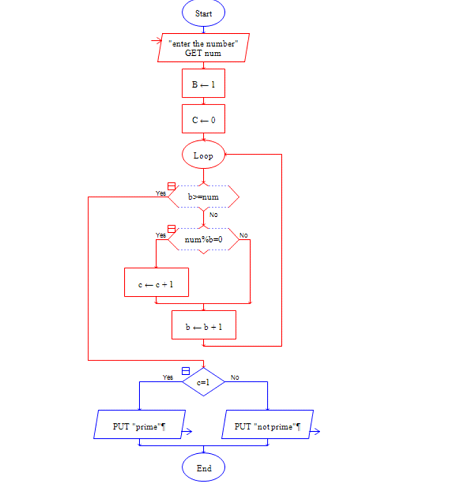 Start
"enter the number"
GET num
B ← 1
C ← 0
Loop
Yes
b>=num
No
Yes
num%b=0
No
c ← c + 1
b ← b + 1
Yes
c=1
No
PUT "prime"¶
PUT "not prime"¶
End